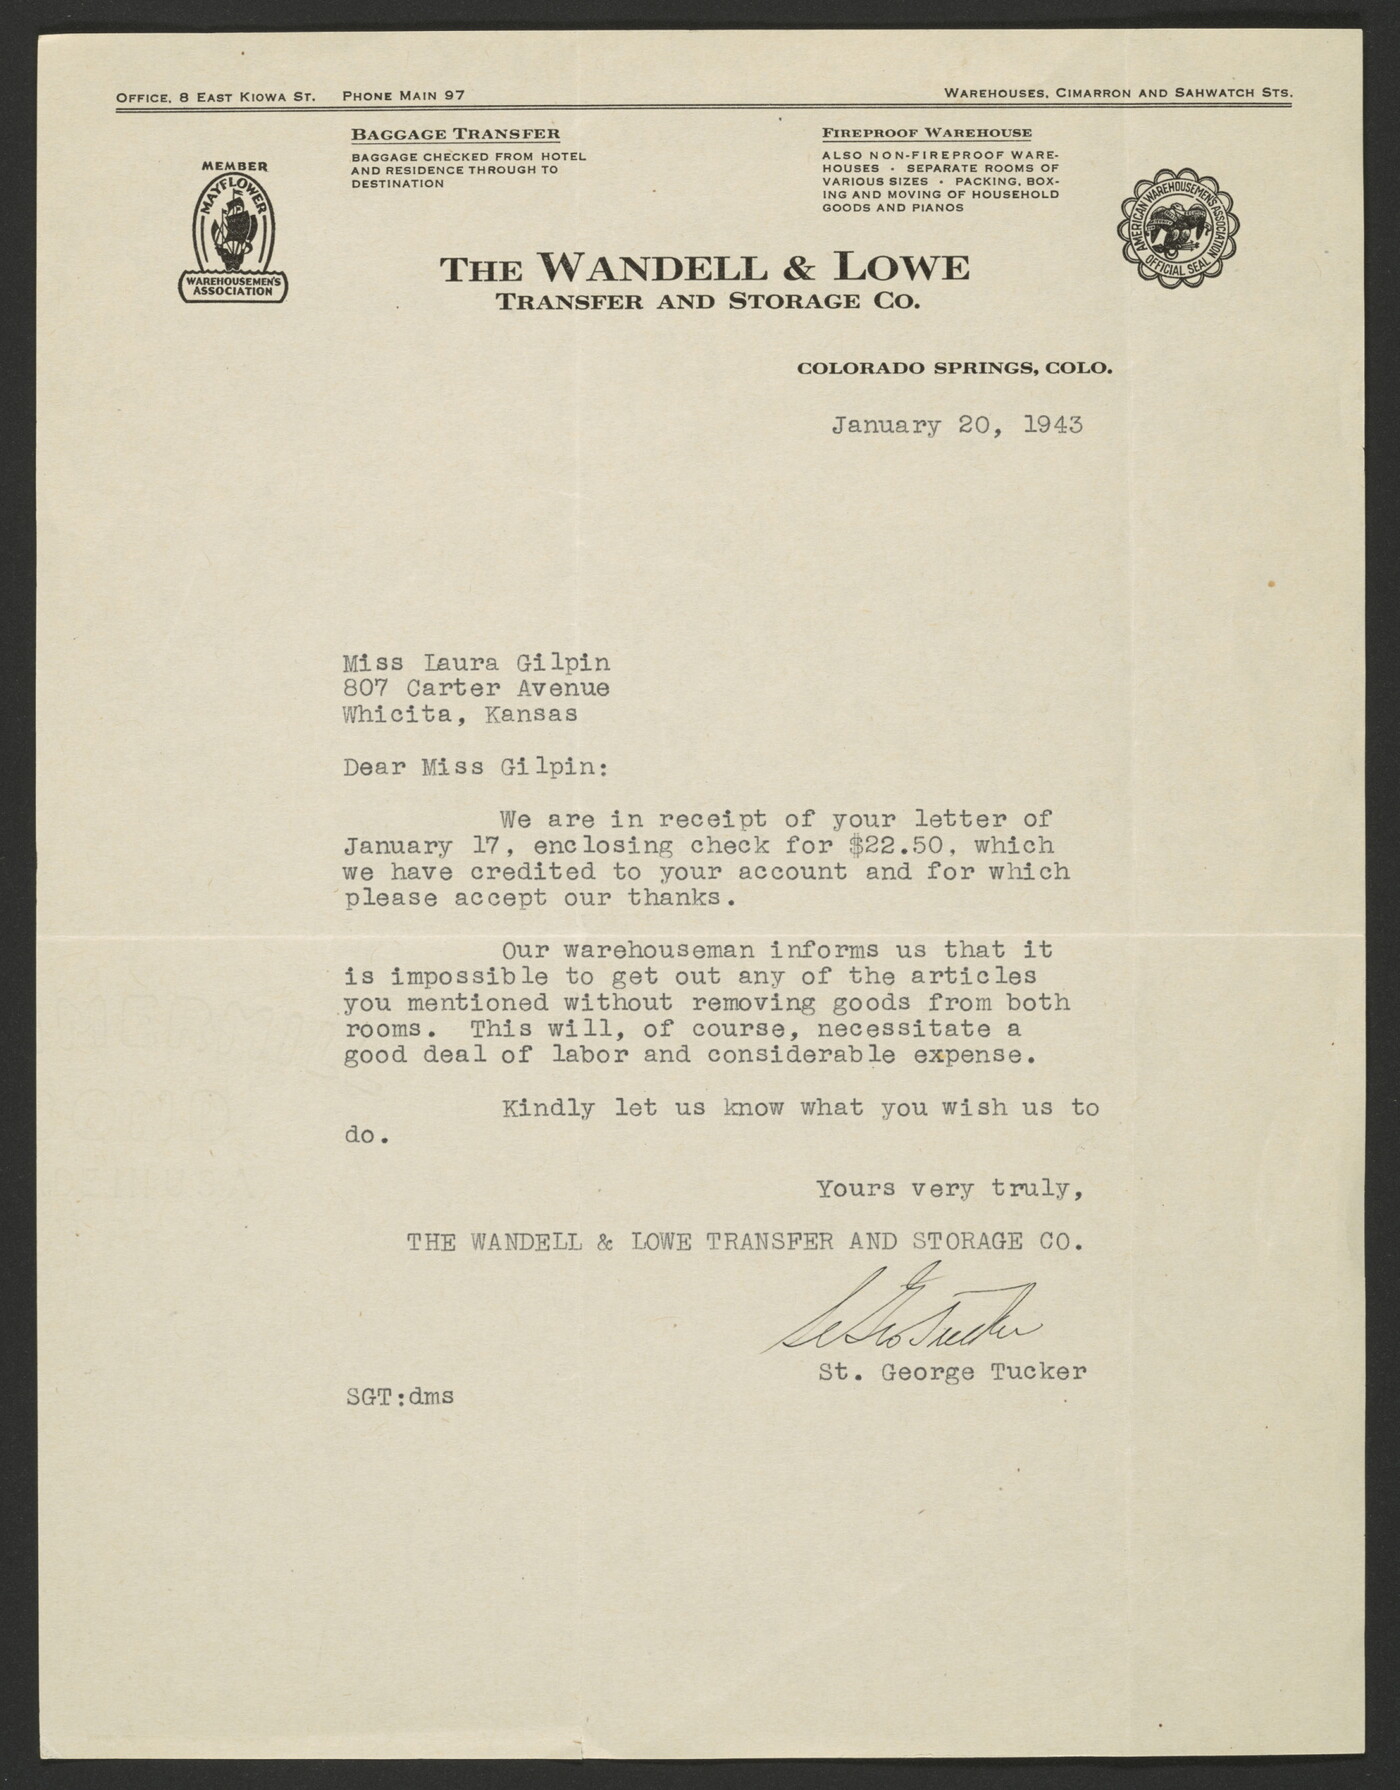 OFFICE, 8 EAST KIOWA ST. PHONE MAIN 97
WAREHOUSES, CIMARRON AND SAHWATCH STS.
MEMBER
MAYFLOWER
WAREHOUSEMEN'S
ASSOCIATION
BAGGAGE TRANSFER
BAGGAGE CHECKED FROM HOTEL
AND RESIDENCE THROUGH TO
DESTINATION
FIREPROOF WAREHOUSE
ALSO NON-FIREPROOF WARE-
HOUSES · SEPARATE ROOMS OF
VARIOUS SIZES · PACKING, BOX-
ING AND MOVING OF HOUSEHOLD
GOODS AND PIANOS
AMERICAN WAREHOUSEMEN'S ASSOCIATION
OFFICIAL SEAL
THE WANDELL & LOWE
TRANSFER AND STORAGE CO.
COLORADO SPRINGS, COLO.
January 20, 1943
Miss Laura Gilpin
807 Carter Avenue
Whicita, Kansas
Dear Miss Gilpin:
We are in receipt of your letter of
January 17, enclosing check for $22.50, which
we have credited to your account and for which
please accept our thanks.
Our warehouseman informs us that it
is impossible to get out any of the articles
you mentioned without removing goods from both
rooms. This will, of course, necessitate a
good deal of labor and considerable expense.
Kindly let us know what you wish us to
do.
Yours very truly,
THE WANDELL & LOWE TRANSFER AND STORAGE CO.
St Geo Tucker
St. George Tucker
SGT:dms